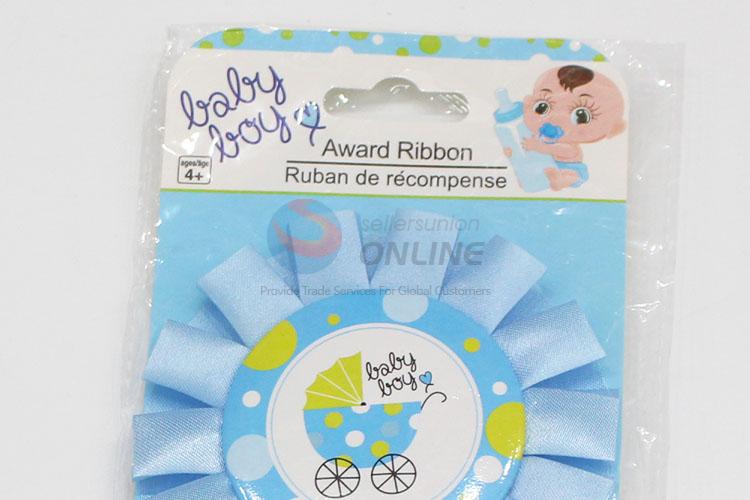 baby
boy
ages/âge
4+
Award Ribbon
Ruban de récompense
sellersunion
ONLINE
Provide Trade Services For Global Customers
baby
boy